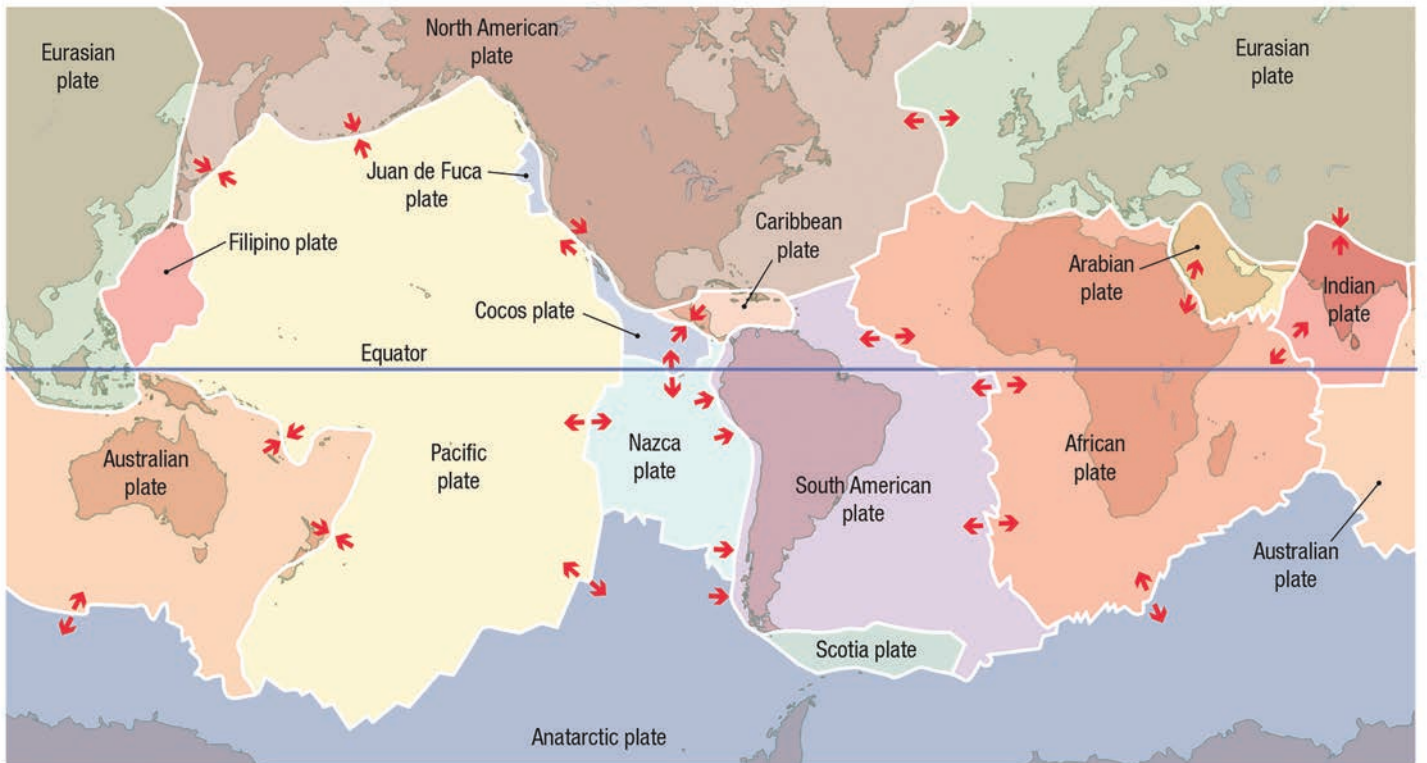 North American
plate
Eurasian
plate
Eurasian
plate
Juan de Fuca
plate
Caribbean
plate
Filipino plate
Arabian
plate
Indian
plate
Cocos plate
Equator
Australian
plate
Pacific
plate
Nazca
plate
South American
plate
African
plate
Australian
plate
Scotia plate
Anatarctic plate